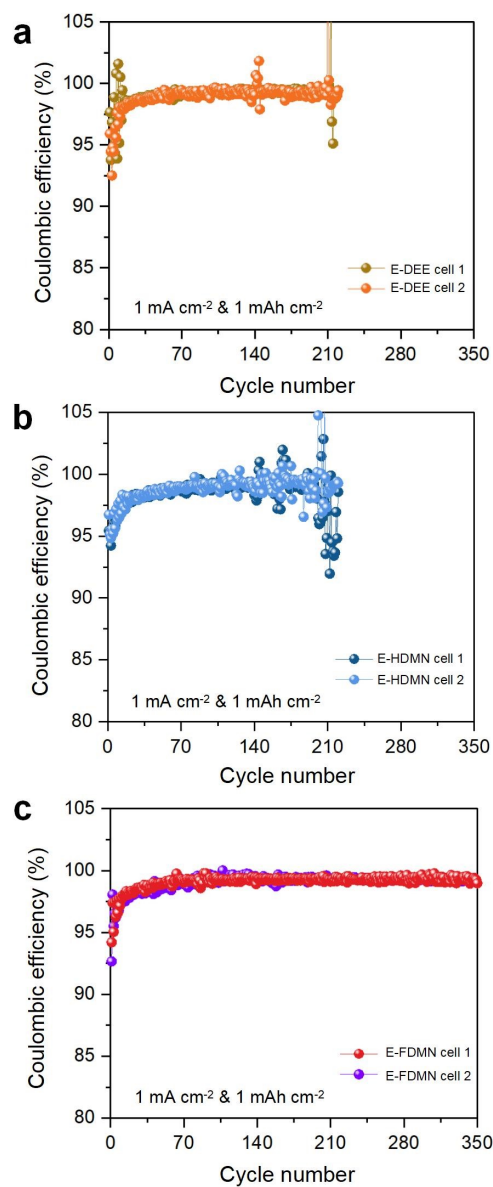 a
105
100
95
90
85
80
Coulombic efficiency (%)
E-DEE cell 1
E-DEE cell 2
1 mA cm⁻² & 1 mAh cm⁻²
0 70 140 210 280 350
Cycle number
b
105
100
95
90
85
80
Coulombic efficiency (%)
E-HDMN cell 1
E-HDMN cell 2
1 mA cm⁻² & 1 mAh cm⁻²
0 70 140 210 280 350
Cycle number
c
105
100
95
90
85
80
Coulombic efficiency (%)
E-FDMN cell 1
E-FDMN cell 2
1 mA cm⁻² & 1 mAh cm⁻²
0 70 140 210 280 350
Cycle number